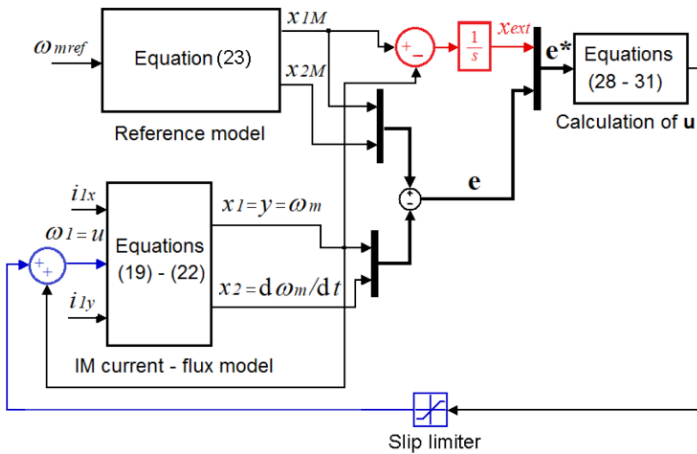 x1M
ωmref
Equation (23)
x2M
Reference model
+
−
1
s
xext
e*
Equations
(28 - 31)
Calculation of u
e
+
−
i1x
x1=y=ωm
ω1=u
Equations
(19) - (22)
+
+
x2=dωm/dt
i1y
IM current - flux model
Slip limiter